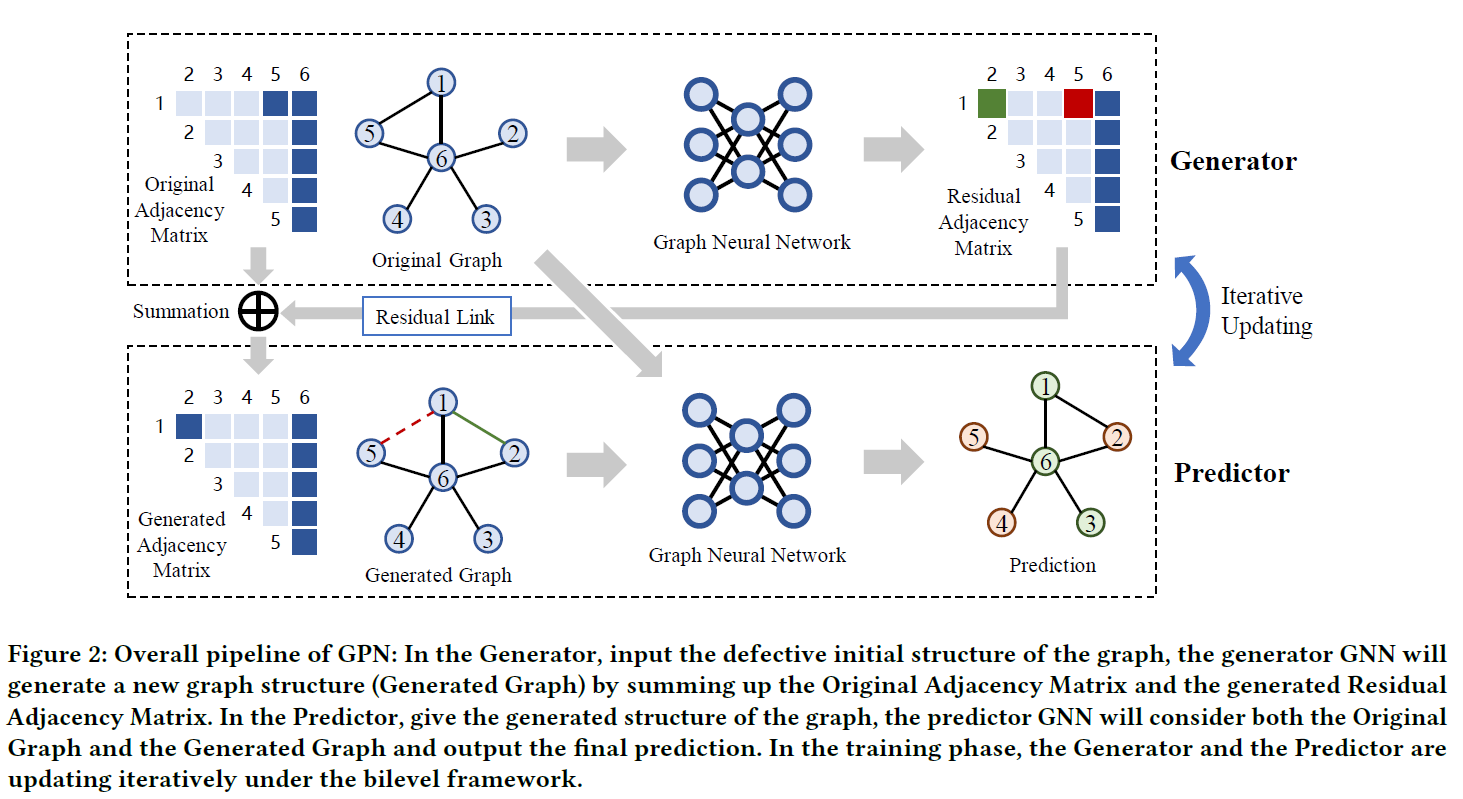 2 3 4 5 6
1
2
3
4
5
Original
Adjacency
Matrix
1
5
2
6
4
3
Original Graph
Graph Neural Network
2 3 4 5 6
1
2
3
4
5
Residual
Adjacency
Matrix
Generator
Summation
Residual Link
Iterative
Updating
2 3 4 5 6
1
2
3
4
5
Generated
Adjacency
Matrix
1
5
2
6
4
3
Generated Graph
Graph Neural Network
1
5
2
6
4
3
Prediction
Predictor
Figure 2: Overall pipeline of GPN: In the Generator, input the defective initial structure of the graph, the generator GNN will
generate a new graph structure (Generated Graph) by summing up the Original Adjacency Matrix and the generated Residual
Adjacency Matrix. In the Predictor, give the generated structure of the graph, the predictor GNN will consider both the Original
Graph and the Generated Graph and output the final prediction. In the training phase, the Generator and the Predictor are
updating iteratively under the bilevel framework.